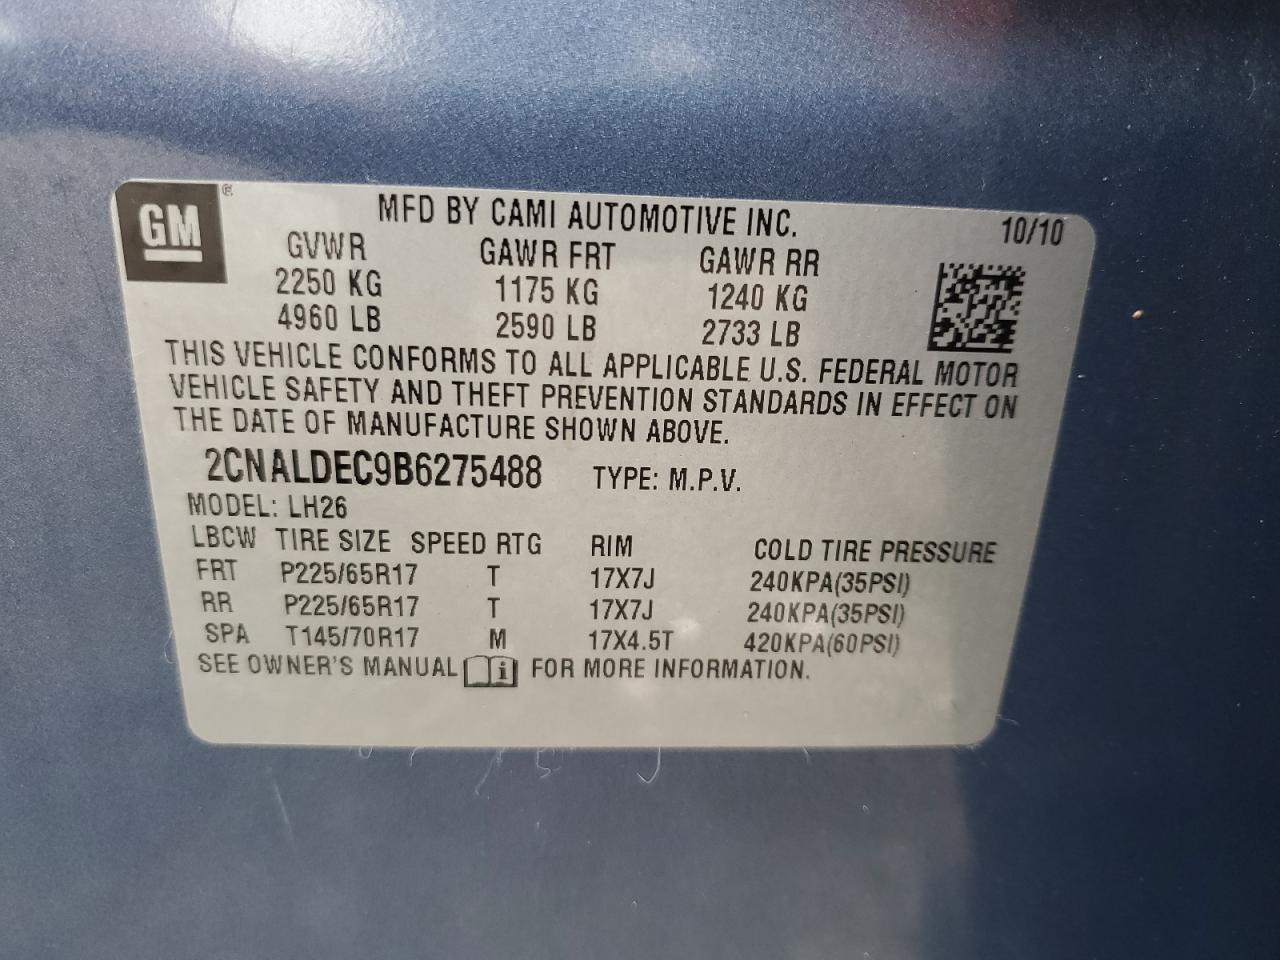 GM ®
MFD BY CAMI AUTOMOTIVE INC. 10/10
GVWR GAWR FRT GAWR RR
2250 KG 1175 KG 1240 KG
4960 LB 2590 LB 2733 LB
THIS VEHICLE CONFORMS TO ALL APPLICABLE U.S. FEDERAL MOTOR
VEHICLE SAFETY AND THEFT PREVENTION STANDARDS IN EFFECT ON
THE DATE OF MANUFACTURE SHOWN ABOVE.
2CNALDEC9B6275488 TYPE: M.P.V.
MODEL: LH26
LBCW TIRE SIZE SPEED RTG RIM COLD TIRE PRESSURE
FRT P225/65R17 T 17X7J 240KPA(35PSI)
RR P225/65R17 T 17X7J 240KPA(35PSI)
SPA T145/70R17 M 17X4.5T 420KPA(60PSI)
SEE OWNER'S MANUAL i FOR MORE INFORMATION.